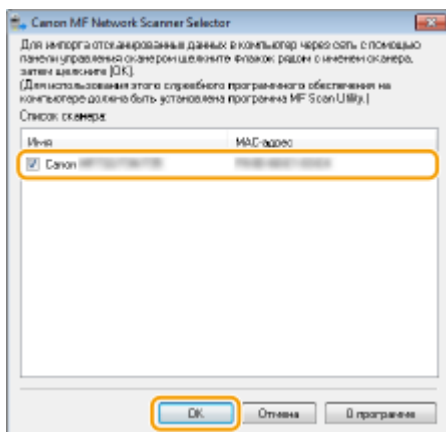 Canon MF Network Scanner Selector
Для импорта отсканированных данных в компьютер через сеть с помощью
панели управления сканером щелкните флажок рядом с именем сканера,
затем щелкните [OK].
(Для использования этого служебного программного обеспечения на
компьютере должна быть установлена программа MF Scan Utility.)
Список сканера:
Имя MAC-адрес
Canon
OK Отмена О программе